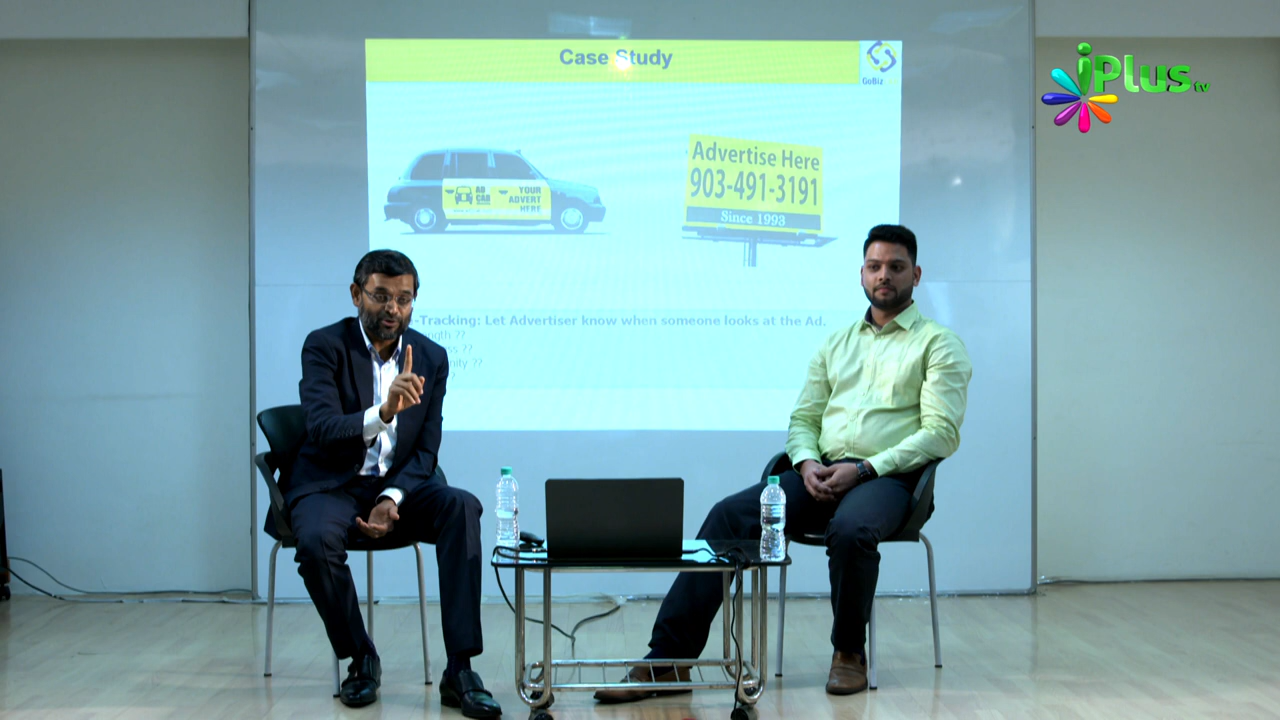 Case Study
GoBiz
iPlus tv
Advertise Here
903-491-3191
Since 1993
AD
CAB
YOUR
ADVERT
HERE
-Tracking: Let Advertiser know when someone looks at the Ad.
??
??
??
?